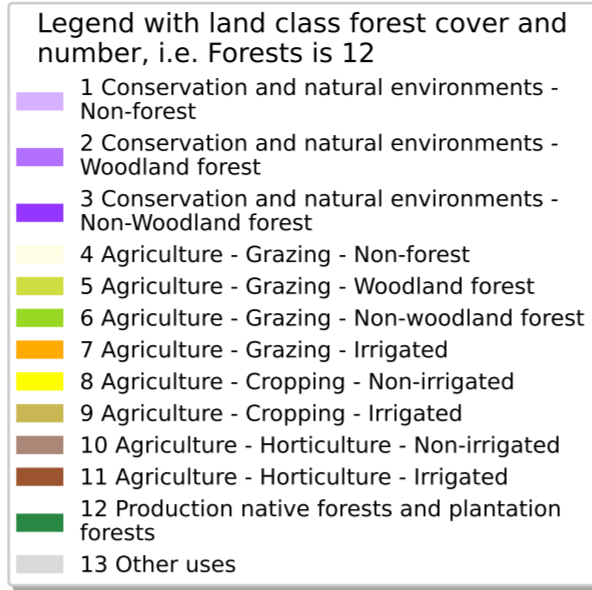 Legend with land class forest cover and
number, i.e. Forests is 12
1 Conservation and natural environments -
Non-forest
2 Conservation and natural environments -
Woodland forest
3 Conservation and natural environments -
Non-Woodland forest
4 Agriculture - Grazing - Non-forest
5 Agriculture - Grazing - Woodland forest
6 Agriculture - Grazing - Non-woodland forest
7 Agriculture - Grazing - Irrigated
8 Agriculture - Cropping - Non-irrigated
9 Agriculture - Cropping - Irrigated
10 Agriculture - Horticulture - Non-irrigated
11 Agriculture - Horticulture - Irrigated
12 Production native forests and plantation
forests
13 Other uses